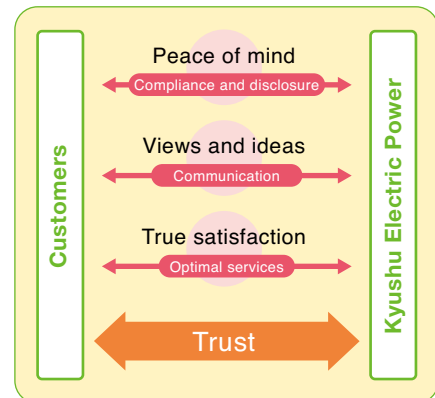 Customers
Peace of mind
Compliance and disclosure
Views and ideas
Communication
True satisfaction
Optimal services
Trust
Kyushu Electric Power